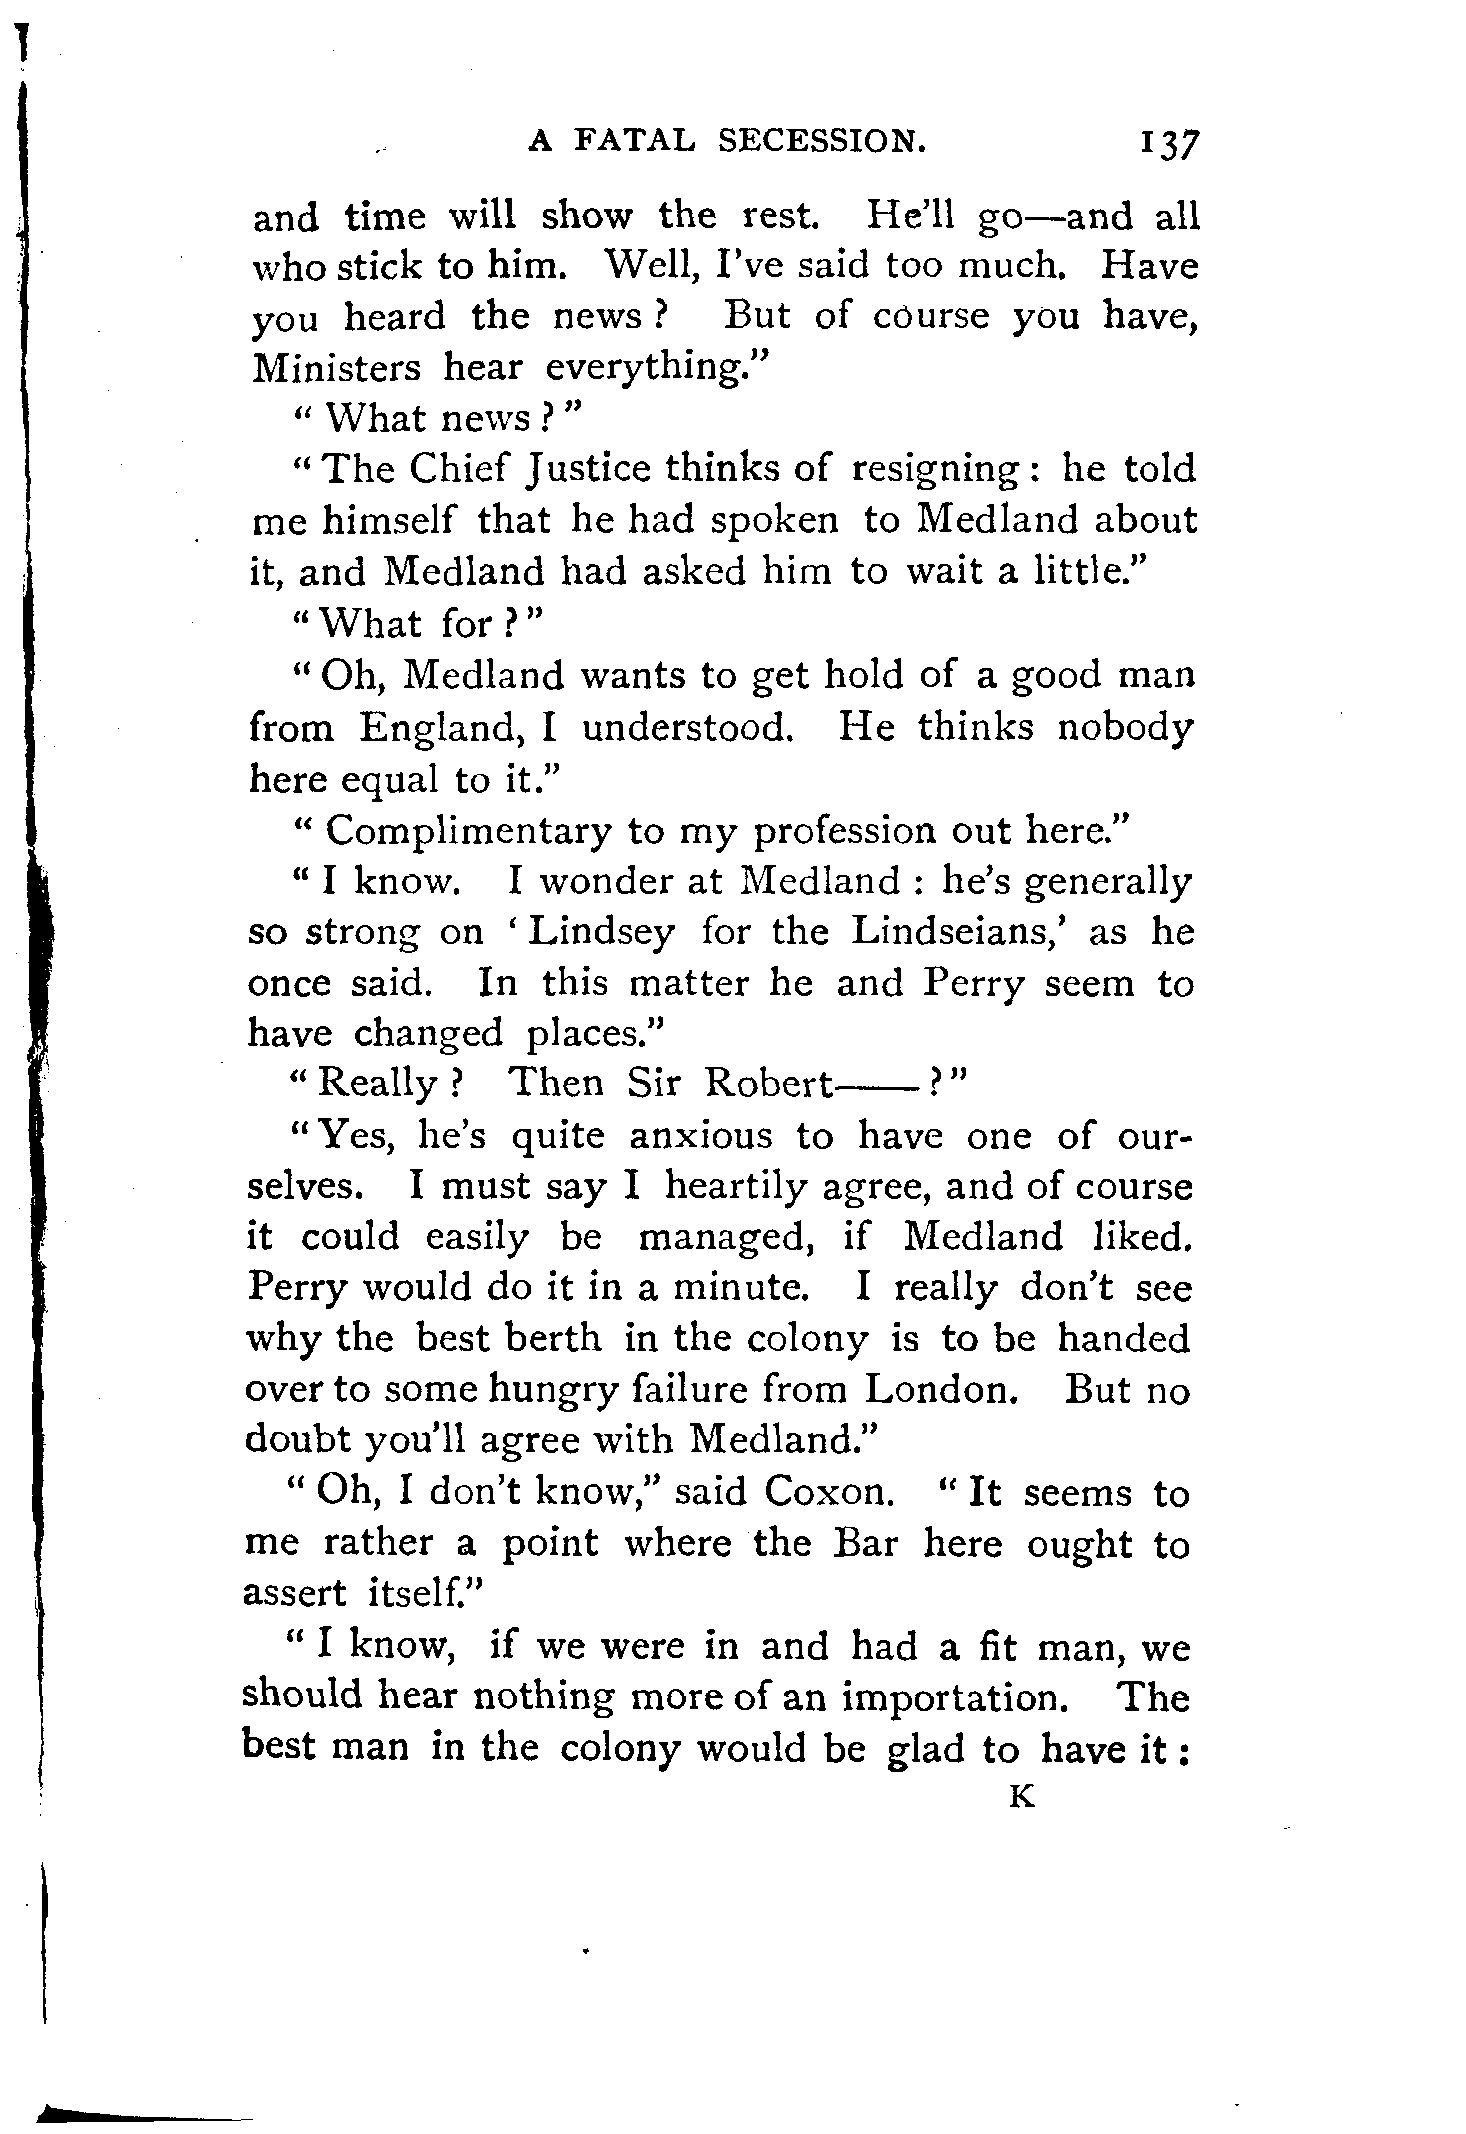 A FATAL SECESSION. 137
and time will show the rest. He'll go—and all
who stick to him. Well, I've said too much. Have
you heard the news? But of course you have,
Ministers hear everything."
"What news?"
"The Chief Justice thinks of resigning: he told
me himself that he had spoken to Medland about
it, and Medland had asked him to wait a little."
"What for?"
"Oh, Medland wants to get hold of a good man
from England, I understood. He thinks nobody
here equal to it."
"Complimentary to my profession out here."
"I know. I wonder at Medland: he's generally
so strong on 'Lindsey for the Lindseians,' as he
once said. In this matter he and Perry seem to
have changed places."
"Really? Then Sir Robert——?"
"Yes, he's quite anxious to have one of our-
selves. I must say I heartily agree, and of course
it could easily be managed, if Medland liked.
Perry would do it in a minute. I really don't see
why the best berth in the colony is to be handed
over to some hungry failure from London. But no
doubt you'll agree with Medland."
"Oh, I don't know," said Coxon. "It seems to
me rather a point where the Bar here ought to
assert itself."
"I know, if we were in and had a fit man, we
should hear nothing more of an importation. The
best man in the colony would be glad to have it:
K